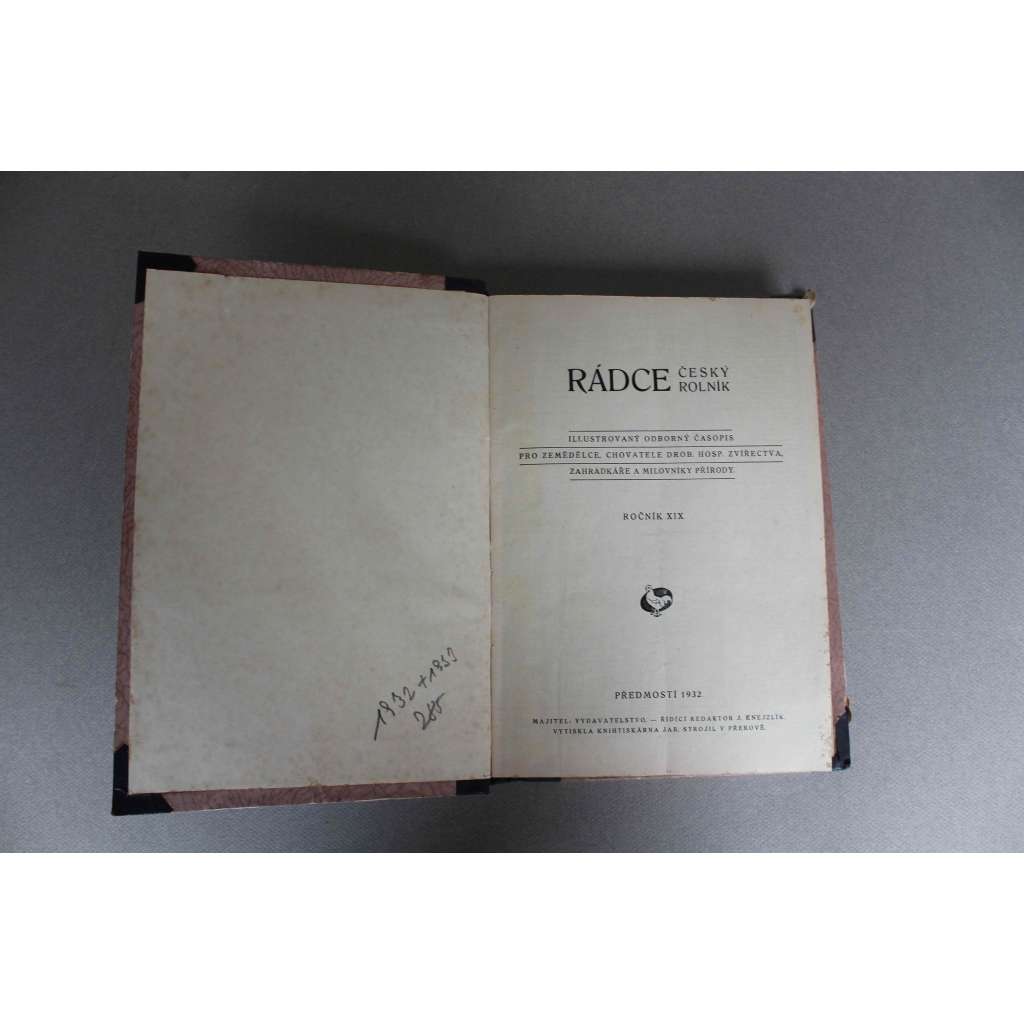 1932+1933
280
RÁDCE ČESKÝ ROLNÍK
ILLUSTROVANÝ ODBORNÝ ČASOPIS
PRO ZEMĚDĚLCE, CHOVATELE DROB. HOSP. ZVÍŘECTVA,
ZAHRADKÁŘE A MILOVNÍKY PŘÍRODY.
ROČNÍK XIX
PŘEDMOSTÍ 1932
MAJITEL: VYDAVATELSTVO. — ŘÍDÍCÍ REDAKTOR J. KNEJZLÍK.
VYTISKLA KNIHTISKÁRNA JAR. STROJIL V PŘEROVĚ.